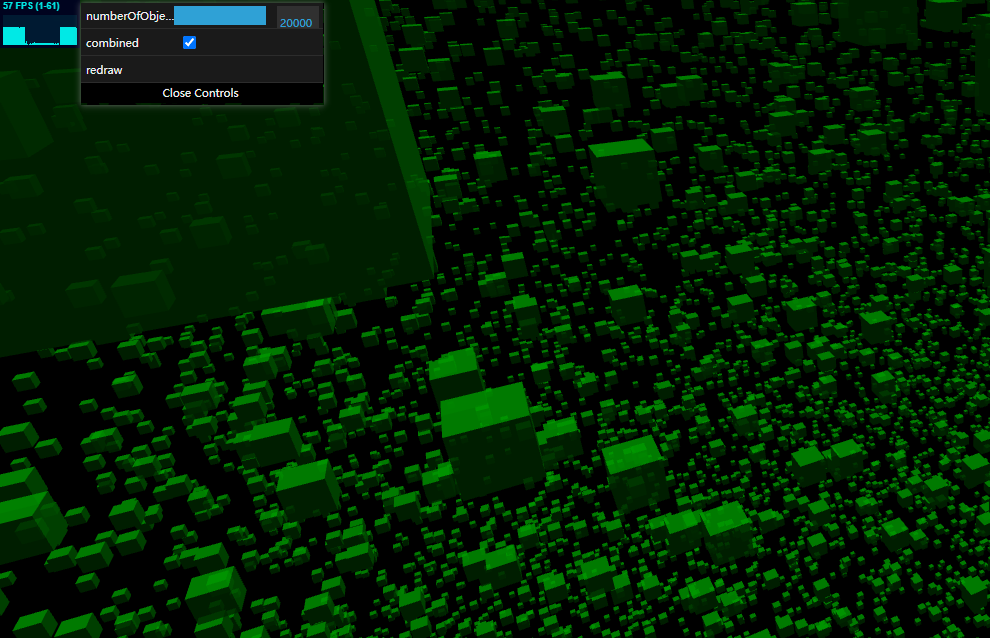 57 FPS (1-61)
numberOfObje... 20000
combined
redraw
Close Controls